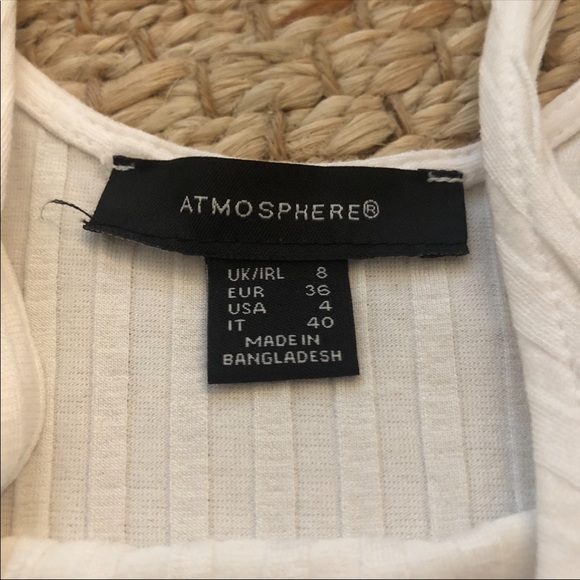 ATMOSPHERE®
UK/IRL 8
EUR 36
USA 4
IT 40
MADE IN
BANGLADESH